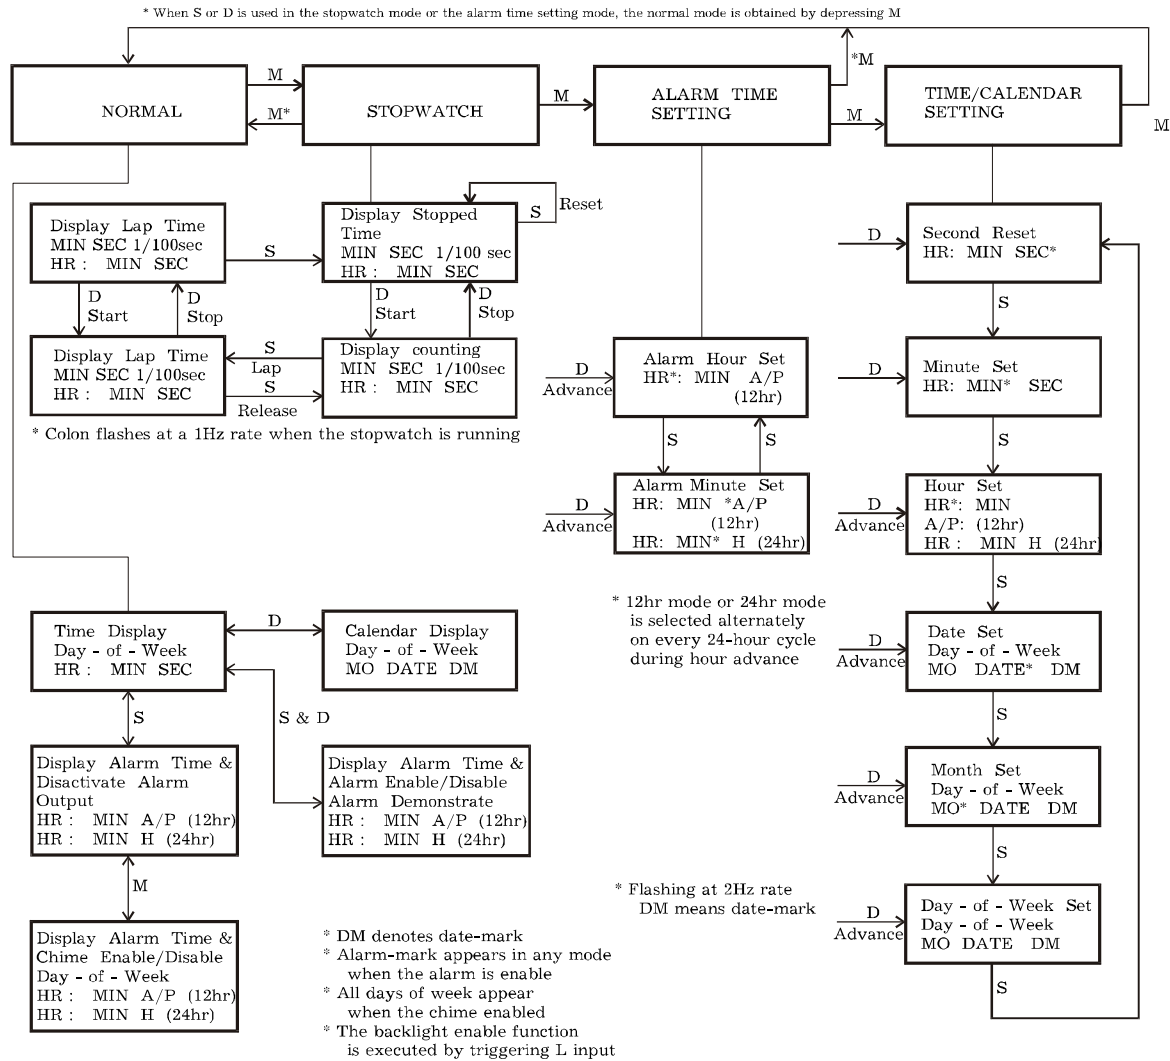 * When S or D is used in the stopwatch mode or the alarm time setting mode, the normal mode is obtained by depressing M
NORMAL
M
M*
STOPWATCH
M
ALARM TIME
SETTING
*M
M
TIME/CALENDAR
SETTING
M
Display Lap Time
MIN SEC 1/100sec
HR : MIN SEC
S
Display Stopped
Time
MIN SEC 1/100 sec
HR : MIN SEC
S
Reset
D
Start
D
Stop
D
Start
D
Stop
Display Lap Time
MIN SEC 1/100sec
HR : MIN SEC
S
Lap
S
Release
Display counting
MIN SEC 1/100sec
HR : MIN SEC
* Colon flashes at a 1Hz rate when the stopwatch is running
D
Advance
Alarm Hour Set
HR*: MIN A/P
(12hr)
S
S
D
Advance
Alarm Minute Set
HR: MIN *A/P
(12hr)
HR: MIN* H (24hr)
D
Second Reset
HR: MIN SEC*
S
D
Minute Set
HR: MIN* SEC
S
D
Advance
Hour Set
HR*: MIN
A/P: (12hr)
HR : MIN H (24hr)
S
* 12hr mode or 24hr mode
is selected alternately
on every 24-hour cycle
during hour advance
D
Advance
Date Set
Day - of - Week
MO DATE* DM
S
D
Advance
Month Set
Day - of - Week
MO* DATE DM
S
* Flashing at 2Hz rate
DM means date-mark
D
Advance
Day - of - Week Set
Day - of - Week
MO DATE DM
S
Time Display
Day - of - Week
HR : MIN SEC
D
Calendar Display
Day - of - Week
MO DATE DM
S
S & D
Display Alarm Time &
Disactivate Alarm
Output
HR : MIN A/P (12hr)
HR : MIN H (24hr)
Display Alarm Time &
Alarm Enable/Disable
Alarm Demonstrate
HR : MIN A/P (12hr)
HR : MIN H (24hr)
M
Display Alarm Time &
Chime Enable/Disable
Day - of - Week
HR : MIN A/P (12hr)
HR : MIN H (24hr)
* DM denotes date-mark
* Alarm-mark appears in any mode
when the alarm is enable
* All days of week appear
when the chime enabled
* The backlight enable function
is executed by triggering L input